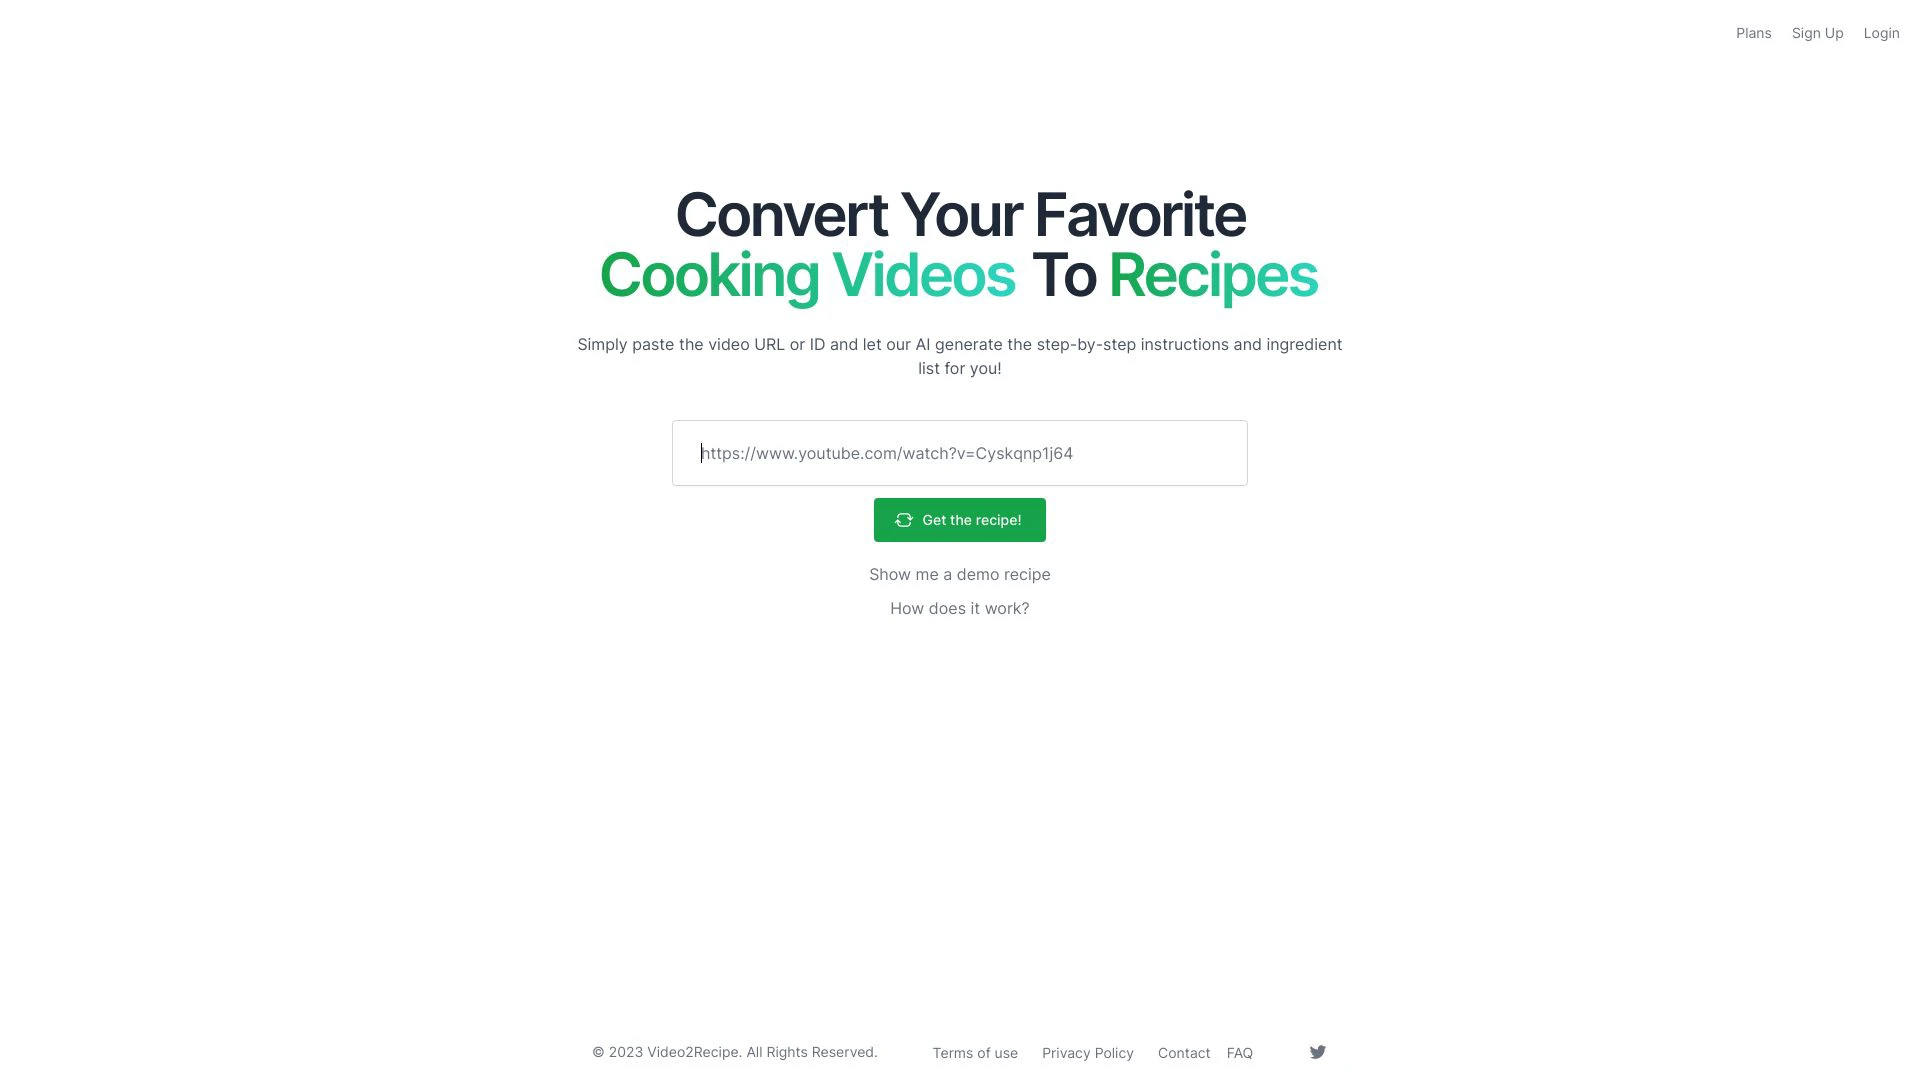 Plans Sign Up Login
Convert Your Favorite
Cooking Videos To Recipes
Simply paste the video URL or ID and let our AI generate the step-by-step instructions and ingredient
list for you!
https://www.youtube.com/watch?v=Cyskqnp1j64
Get the recipe!
Show me a demo recipe
How does it work?
© 2023 Video2Recipe. All Rights Reserved. Terms of use Privacy Policy Contact FAQ